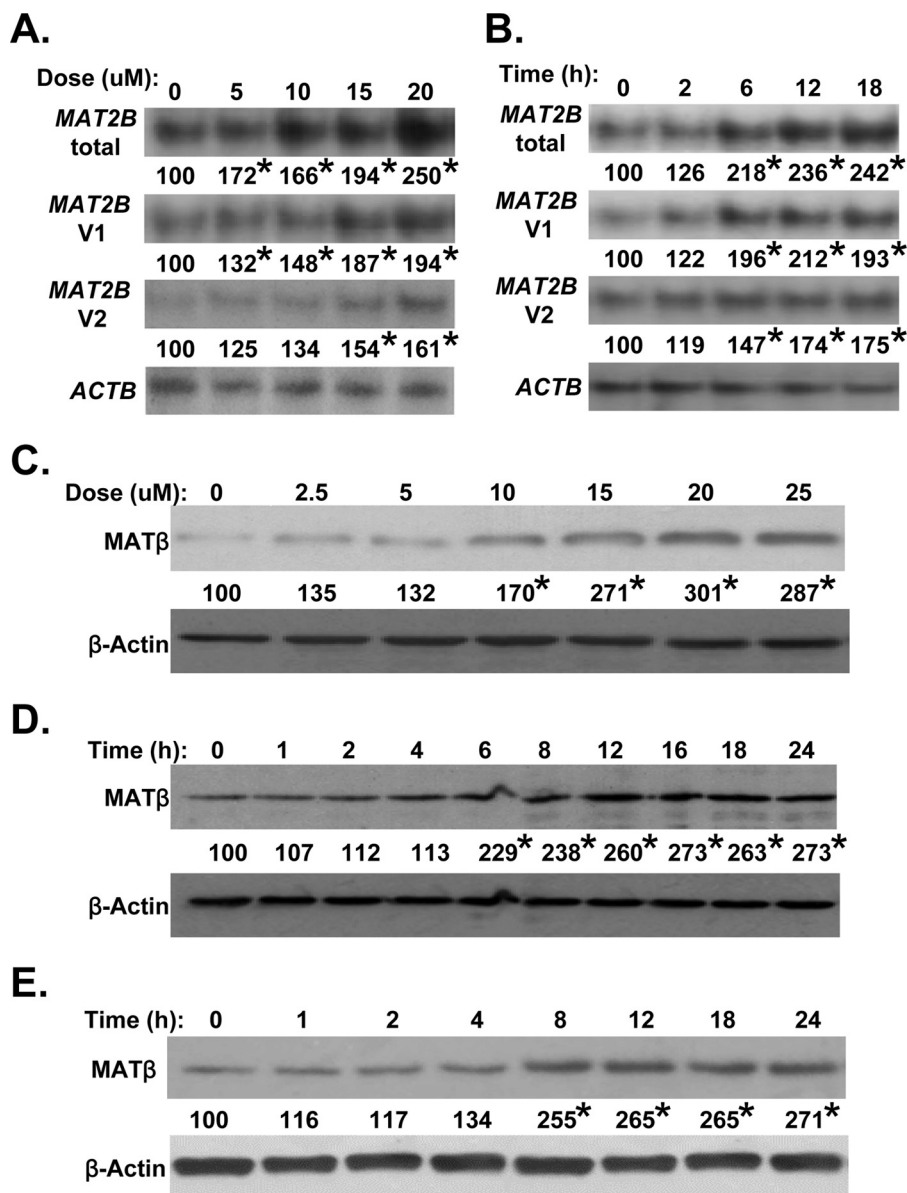 A.
Dose (uM): 0 5 10 15 20
MAT2B total
100 172* 166* 194* 250*
MAT2B V1
100 132* 148* 187* 194*
MAT2B V2
100 125 134 154* 161*
ACTB
B.
Time (h): 0 2 6 12 18
MAT2B total
100 126 218* 236* 242*
MAT2B V1
100 122 196* 212* 193*
MAT2B V2
100 119 147* 174* 175*
ACTB
C.
Dose (uM): 0 2.5 5 10 15 20 25
MATβ
100 135 132 170* 271* 301* 287*
β-Actin
D.
Time (h): 0 1 2 4 6 8 12 16 18 24
MATβ
100 107 112 113 229* 238* 260* 273* 263* 273*
β-Actin
E.
Time (h): 0 1 2 4 8 12 18 24
MATβ
100 116 117 134 255* 265* 265* 271*
β-Actin